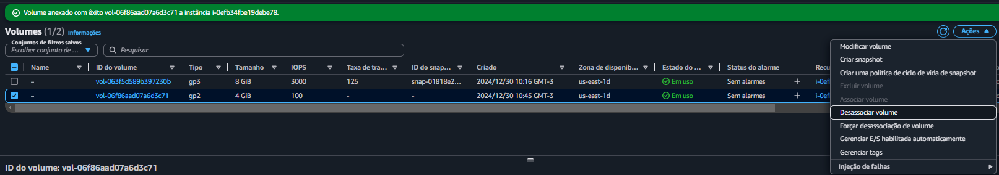 Volume anexado com êxito vol-06f86aad07a6d3c71 a instância i-0efb34fbe19debe78.
Volumes (1/2) Informações
Ações
Conjuntos de filtros salvos
Escolher conjunto de ...
Pesquisar
Name ID do volume Tipo Tamanho IOPS Taxa de tra... ID do snap... Criado Zona de disponib... Estado do ... Status do alarme Recu
– vol-063f5d589b397230b gp3 8 GiB 3000 125 snap-01818e2... 2024/12/30 10:16 GMT-3 us-east-1d Em uso Sem alarmes + i-0ef
– vol-06f86aad07a6d3c71 gp2 4 GiB 100 - - 2024/12/30 10:45 GMT-3 us-east-1d Em uso Sem alarmes + i-0ef
Modificar volume
Criar snapshot
Criar uma política de ciclo de vida de snapshot
Excluir volume
Associar volume
Desassociar volume
Forçar desassociação de volume
Gerenciar E/S habilitada automaticamente
Gerenciar tags
Injeção de falhas
ID do volume: vol-06f86aad07a6d3c71